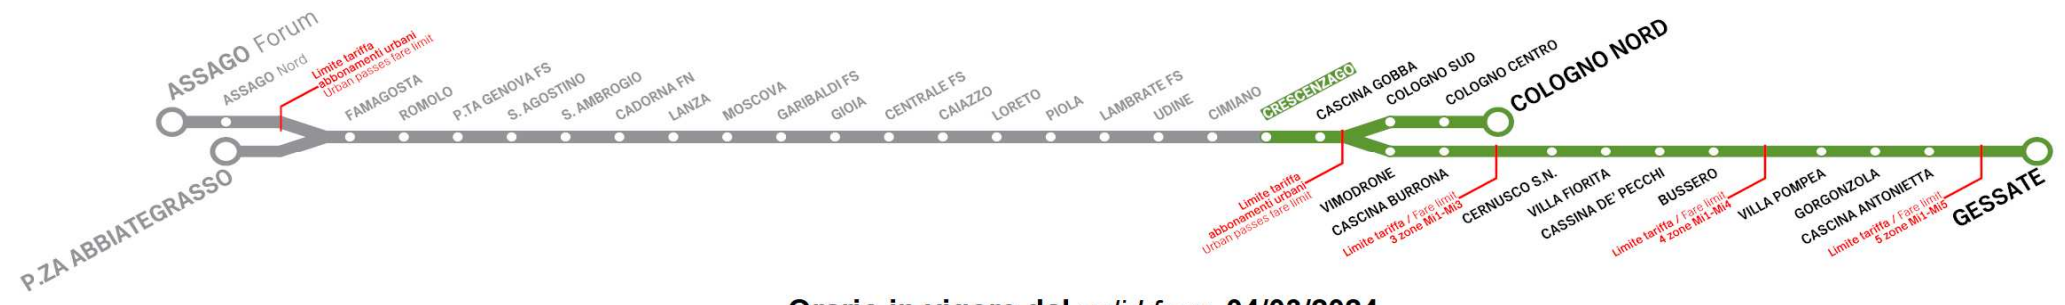 ASSAGO Forum
ASSAGO Nord
Limite tariffa
abbonamenti urbani
Urban passes fare limit
P.ZA ABBIATEGRASSO
FAMAGOSTA
ROMOLO
P.TA GENOVA FS
S. AGOSTINO
S. AMBROGIO
CADORNA FN
LANZA
MOSCOVA
GARIBALDI FS
GIOIA
CENTRALE FS
CAIAZZO
LORETO
PIOLA
LAMBRATE FS
UDINE
CIMIANO
CRESCENZAGO
CASCINA GOBBA
COLOGNO SUD
COLOGNO CENTRO
COLOGNO NORD
Limite tariffa
abbonamenti urbani
Urban passes fare limit
VIMODRONE
CASCINA BURRONA
Limite tariffa / Fare limit
3 zone Mi1-Mi3
CERNUSCO S.N.
VILLA FIORITA
CASSINA DE' PECCHI
BUSSERO
Limite tariffa / Fare limit
4 zone Mi1-Mi4
VILLA POMPEA
GORGONZOLA
CASCINA ANTONIETTA
Limite tariffa / Fare limit
5 zone Mi1-Mi5
GESSATE